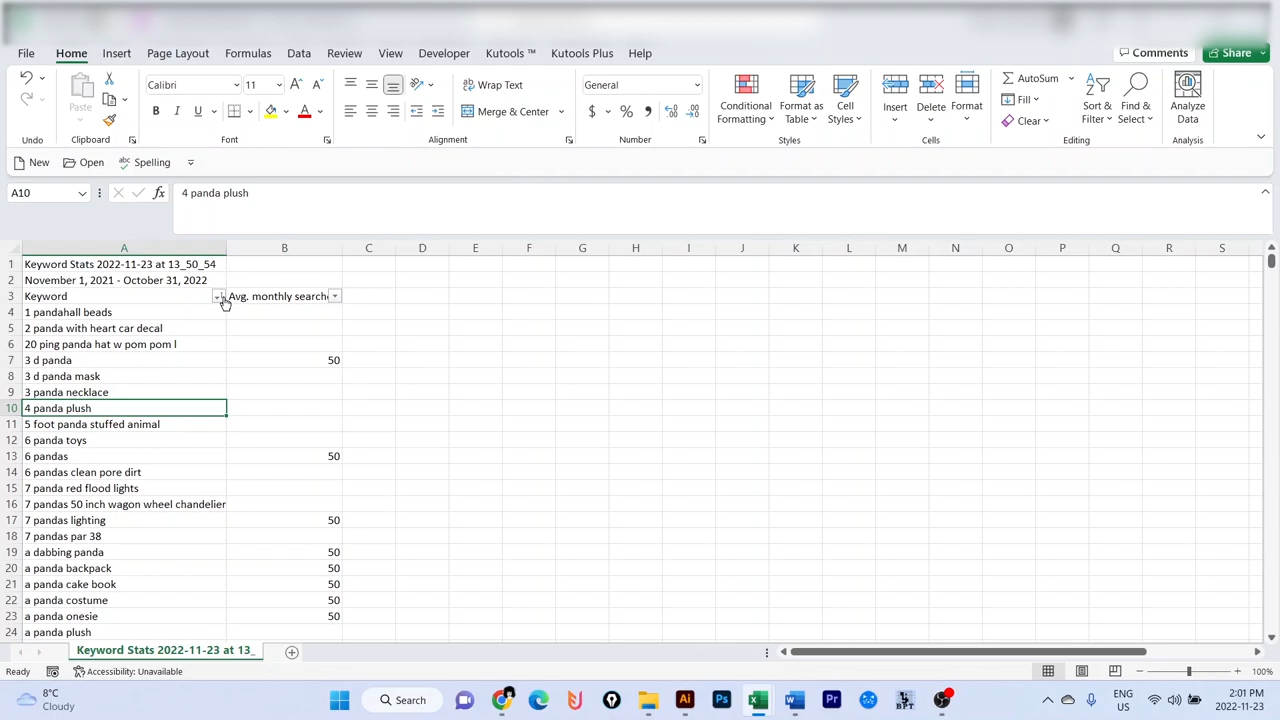 File Home Insert Page Layout Formulas Data Review View Developer Kutools ™ Kutools Plus Help Comments Share
Calibri 11 Wrap Text General AutoSum
Paste Conditional Formatting Format as Table Cell Styles Insert Delete Format Fill Sort & Filter Find & Select Analyze Data
B I U Merge & Center $ % Clear
Undo Clipboard Font Alignment Number Styles Cells Editing Analysis
New Open abc Spelling
A10 fx 4 panda plush
A B C D E F G H I J K L M N O P Q R S
1 Keyword Stats 2022-11-23 at 13_50_54
2 November 1, 2021 - October 31, 2022
3 Keyword Avg. monthly searche
4 1 pandahall beads
5 2 panda with heart car decal
6 20 ping panda hat w pom pom l
7 3 d panda 50
8 3 d panda mask
9 3 panda necklace
10 4 panda plush
11 5 foot panda stuffed animal
12 6 panda toys
13 6 pandas 50
14 6 pandas clean pore dirt
15 7 panda red flood lights
16 7 pandas 50 inch wagon wheel chandelier
17 7 pandas lighting 50
18 7 pandas par 38
19 a dabbing panda 50
20 a panda backpack 50
21 a panda cake book 50
22 a panda costume 50
23 a panda onesie 50
24 a panda plush
Keyword Stats 2022-11-23 at 13_
Ready Accessibility: Unavailable 100%
8°C
Cloudy
Search Ai Ps Pr BPT ENG
US
2:01 PM
2022-11-23